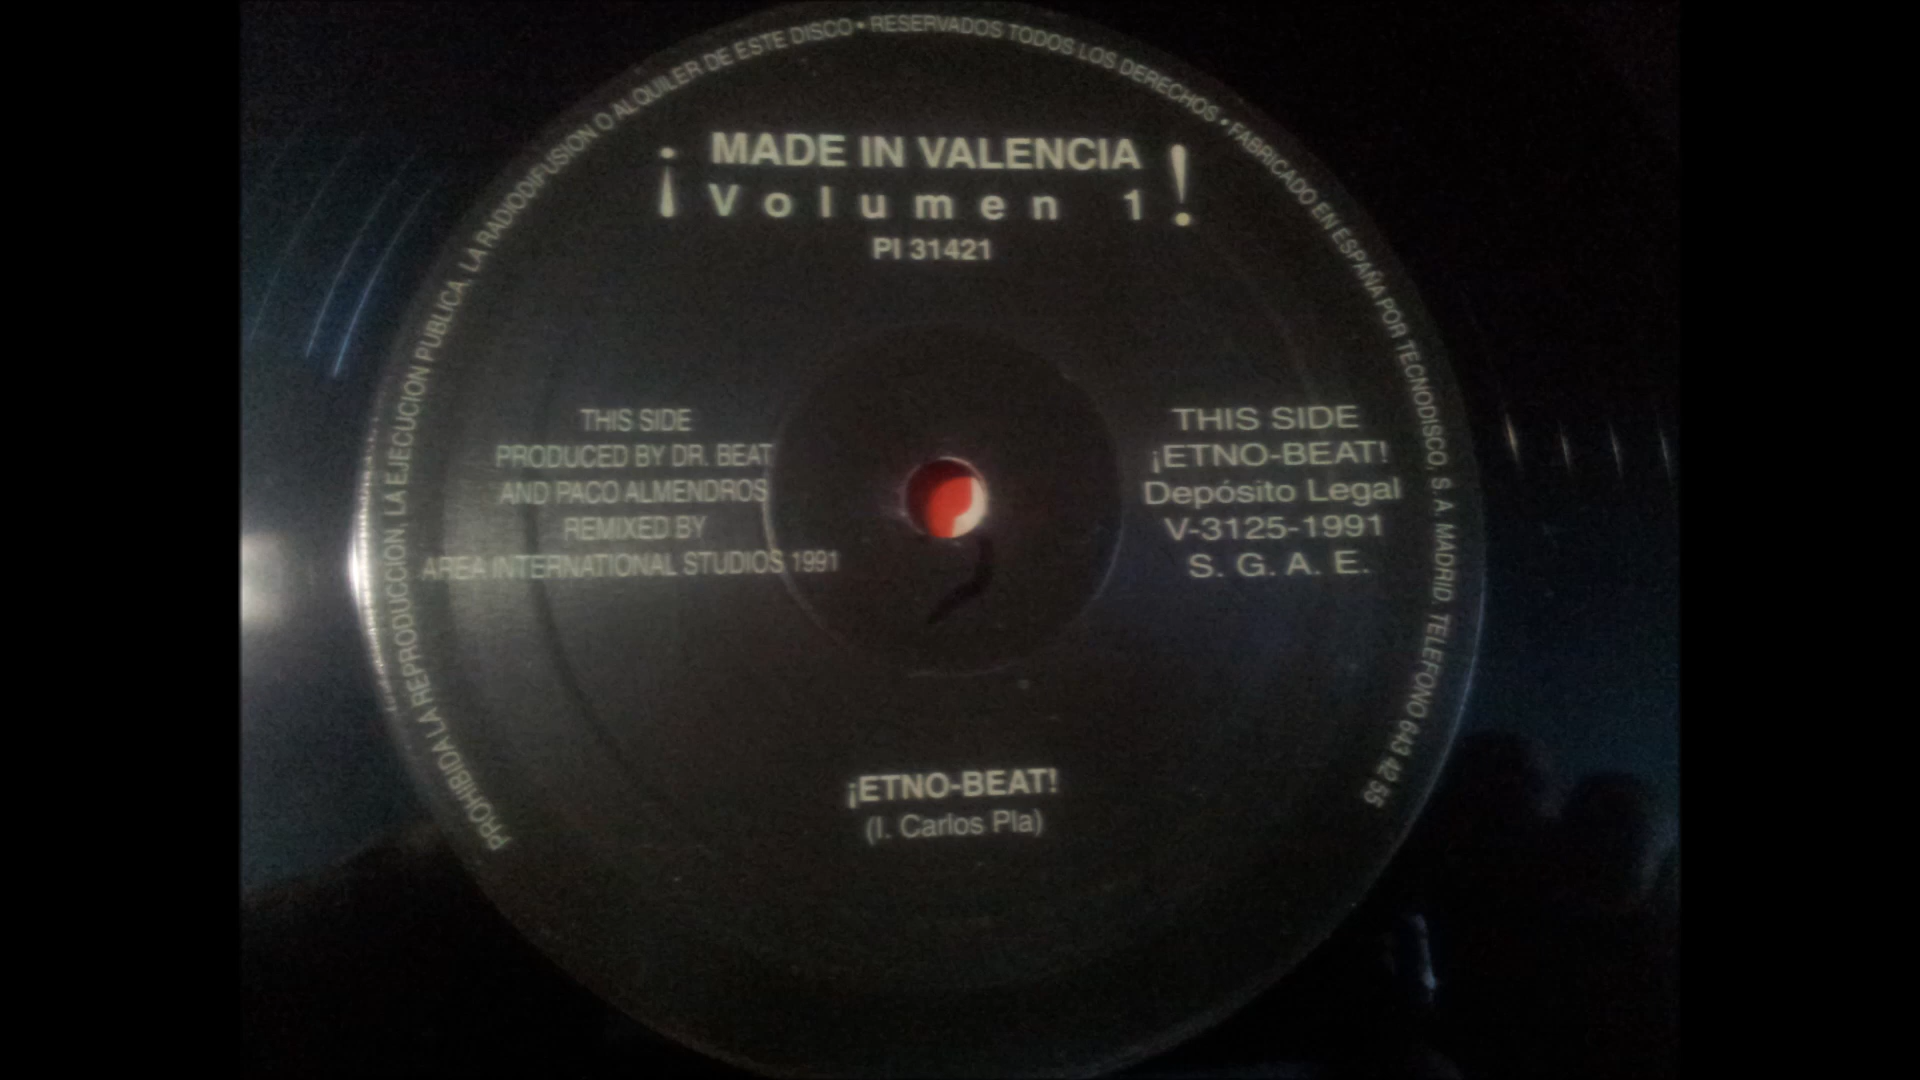 PROHIBIDA LA REPRODUCCION, LA EJECUCION PUBLICA, LA RADIODIFUSION O ALQUILER DE ESTE DISCO • RESERVADOS TODOS LOS DERECHOS • FABRICADO EN ESPAÑA POR TECNODISCO, S. A. MADRID. TELEFONO 643 42 55
¡ MADE IN VALENCIA
Volumen 1 !
PI 31421
THIS SIDE
PRODUCED BY DR. BEAT
AND PACO ALMENDROS
REMIXED BY
AREA INTERNATIONAL STUDIOS 1991
THIS SIDE
¡ETNO-BEAT!
Depósito Legal
V-3125-1991
S. G. A. E.
¡ETNO-BEAT!
(I. Carlos Pla)